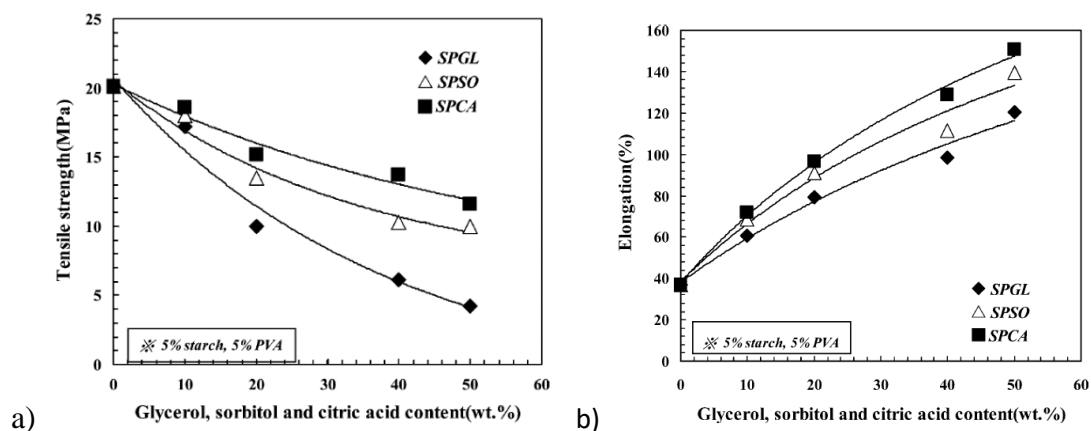 25
20
15
10
5
0
Tensile strength(MPa)
SPGL
SPSO
SPCA
※ 5% starch, 5% PVA
0 10 20 30 40 50 60
Glycerol, sorbitol and citric acid content(wt.%)
a)
160
140
120
100
80
60
40
20
0
Elongation(%)
SPGL
SPSO
SPCA
※ 5% starch, 5% PVA
0 10 20 30 40 50 60
Glycerol, sorbitol and citric acid content(wt.%)
b)